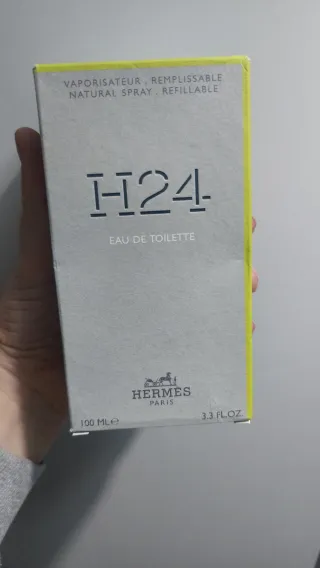 VAPORISATEUR . REMPLISSABLE
NATURAL SPRAY . REFILLABLE
H24
EAU DE TOILETTE
HERMÈS
PARIS
100 ML℮ 3.3 FL.OZ